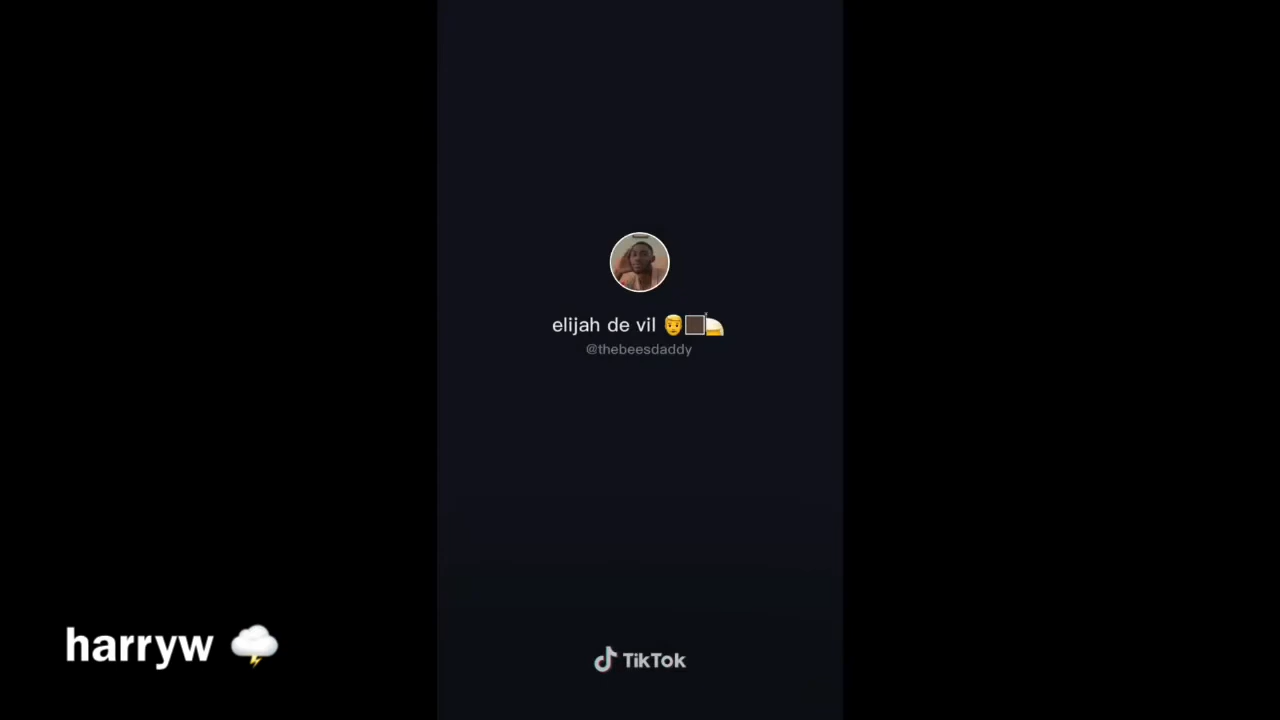 elijah de vil 👨🏿‍🦳
@thebeesdaddy
harryw 🌩️
TikTok